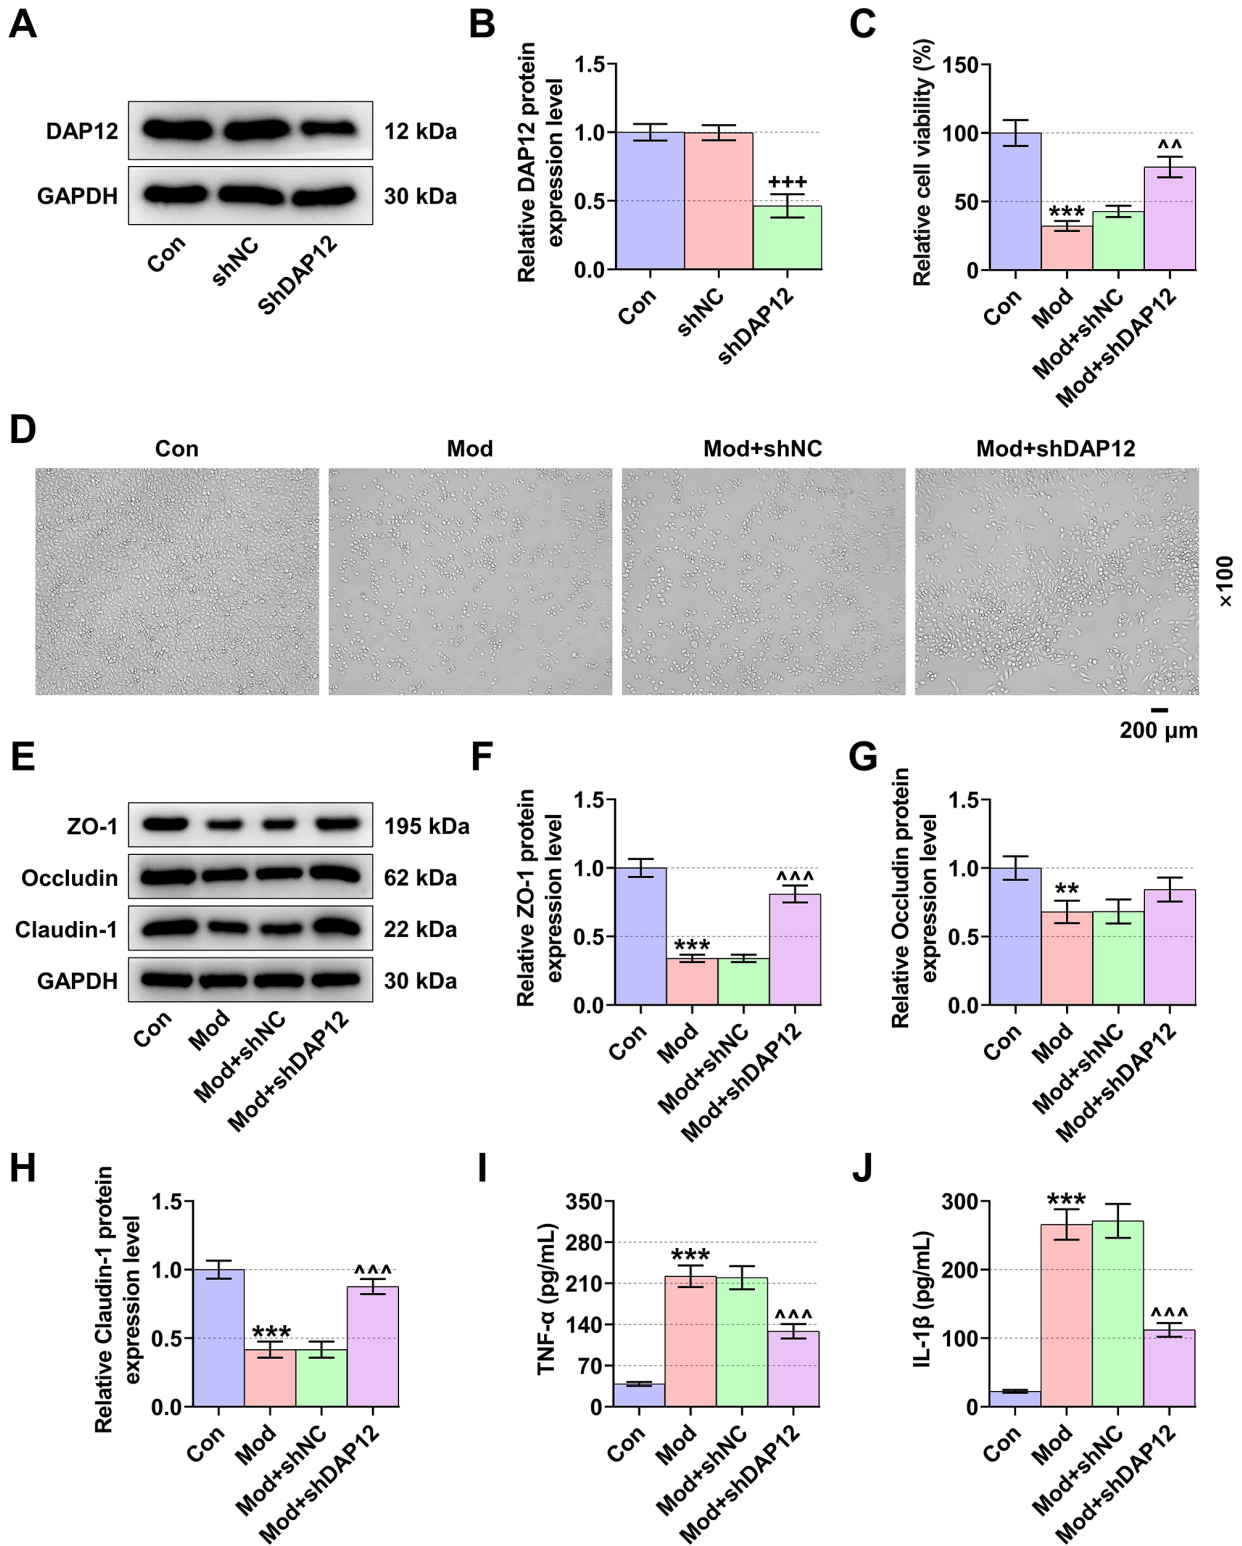 A
DAP12
12 kDa
GAPDH
30 kDa
Con
shNC
ShDAP12
B
Relative DAP12 protein
expression level
1.5
1.0
0.5
0.0
+++
Con
shNC
shDAP12
C
Relative cell viability (%)
150
100
50
0
***
^^
Con
Mod
Mod+shNC
Mod+shDAP12
D
Con
Mod
Mod+shNC
Mod+shDAP12
×100
200 μm
E
ZO-1
195 kDa
Occludin
62 kDa
Claudin-1
22 kDa
GAPDH
30 kDa
Con
Mod
Mod+shNC
Mod+shDAP12
F
Relative ZO-1 protein
expression level
1.5
1.0
0.5
0.0
***
^^^
Con
Mod
Mod+shNC
Mod+shDAP12
G
Relative Occludin protein
expression level
1.5
1.0
0.5
0.0
**
Con
Mod
Mod+shNC
Mod+shDAP12
H
Relative Claudin-1 protein
expression level
1.5
1.0
0.5
0.0
***
^^^
Con
Mod
Mod+shNC
Mod+shDAP12
I
TNF-α (pg/mL)
350
280
210
140
70
0
***
^^^
Con
Mod
Mod+shNC
Mod+shDAP12
J
IL-1β (pg/mL)
300
200
100
0
***
^^^
Con
Mod
Mod+shNC
Mod+shDAP12